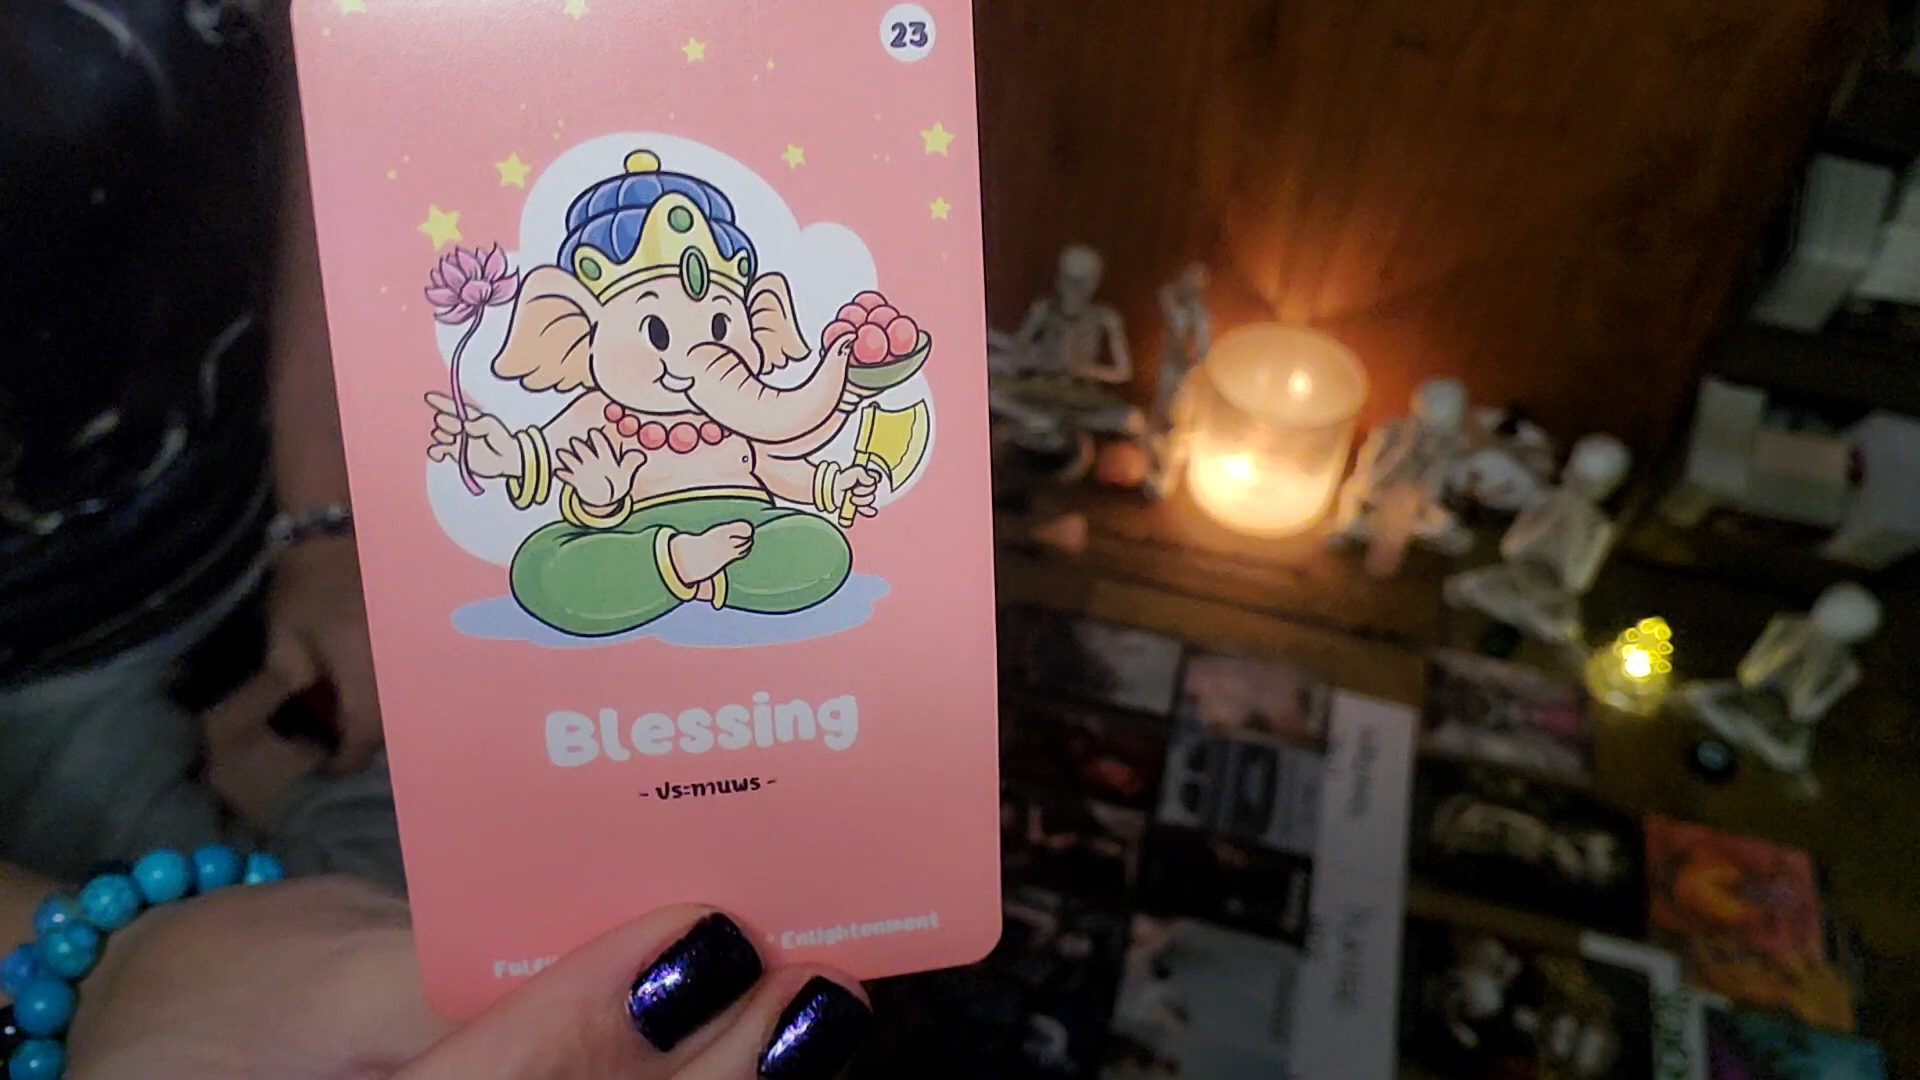 23
Blessing
- ประทานพร -
* Enlightenment